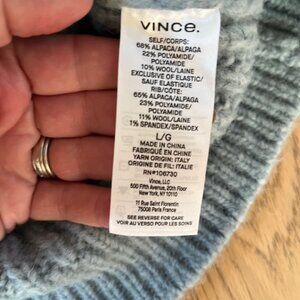 VINCE.
SELF/CORPS:
68% ALPACA/ALPAGA
22% POLYAMIDE/
POLYAMIDE
10% WOOL/LAINE
EXCLUSIVE OF ELASTIC/
SAUF ELASTIQUE
RIB/CÔTE:
65% ALPACA/ALPAGA
23% POLYAMIDE/
POLYAMIDE
11% WOOL/LAINE
1% SPANDEX/SPANDEX
L/G
MADE IN CHINA
FABRIQUÉ EN CHINE
YARN ORIGIN: ITALY
ORIGINE DE FIL: ITALIE
RN#106730
Vince, LLC
500 Fifth Avenue, 20th Floor
New York, NY 10110
11 Rue Saint Florentin
75008 Paris France
SEE REVERSE FOR CARE
VOIR AU VERSO POUR LES SOINS